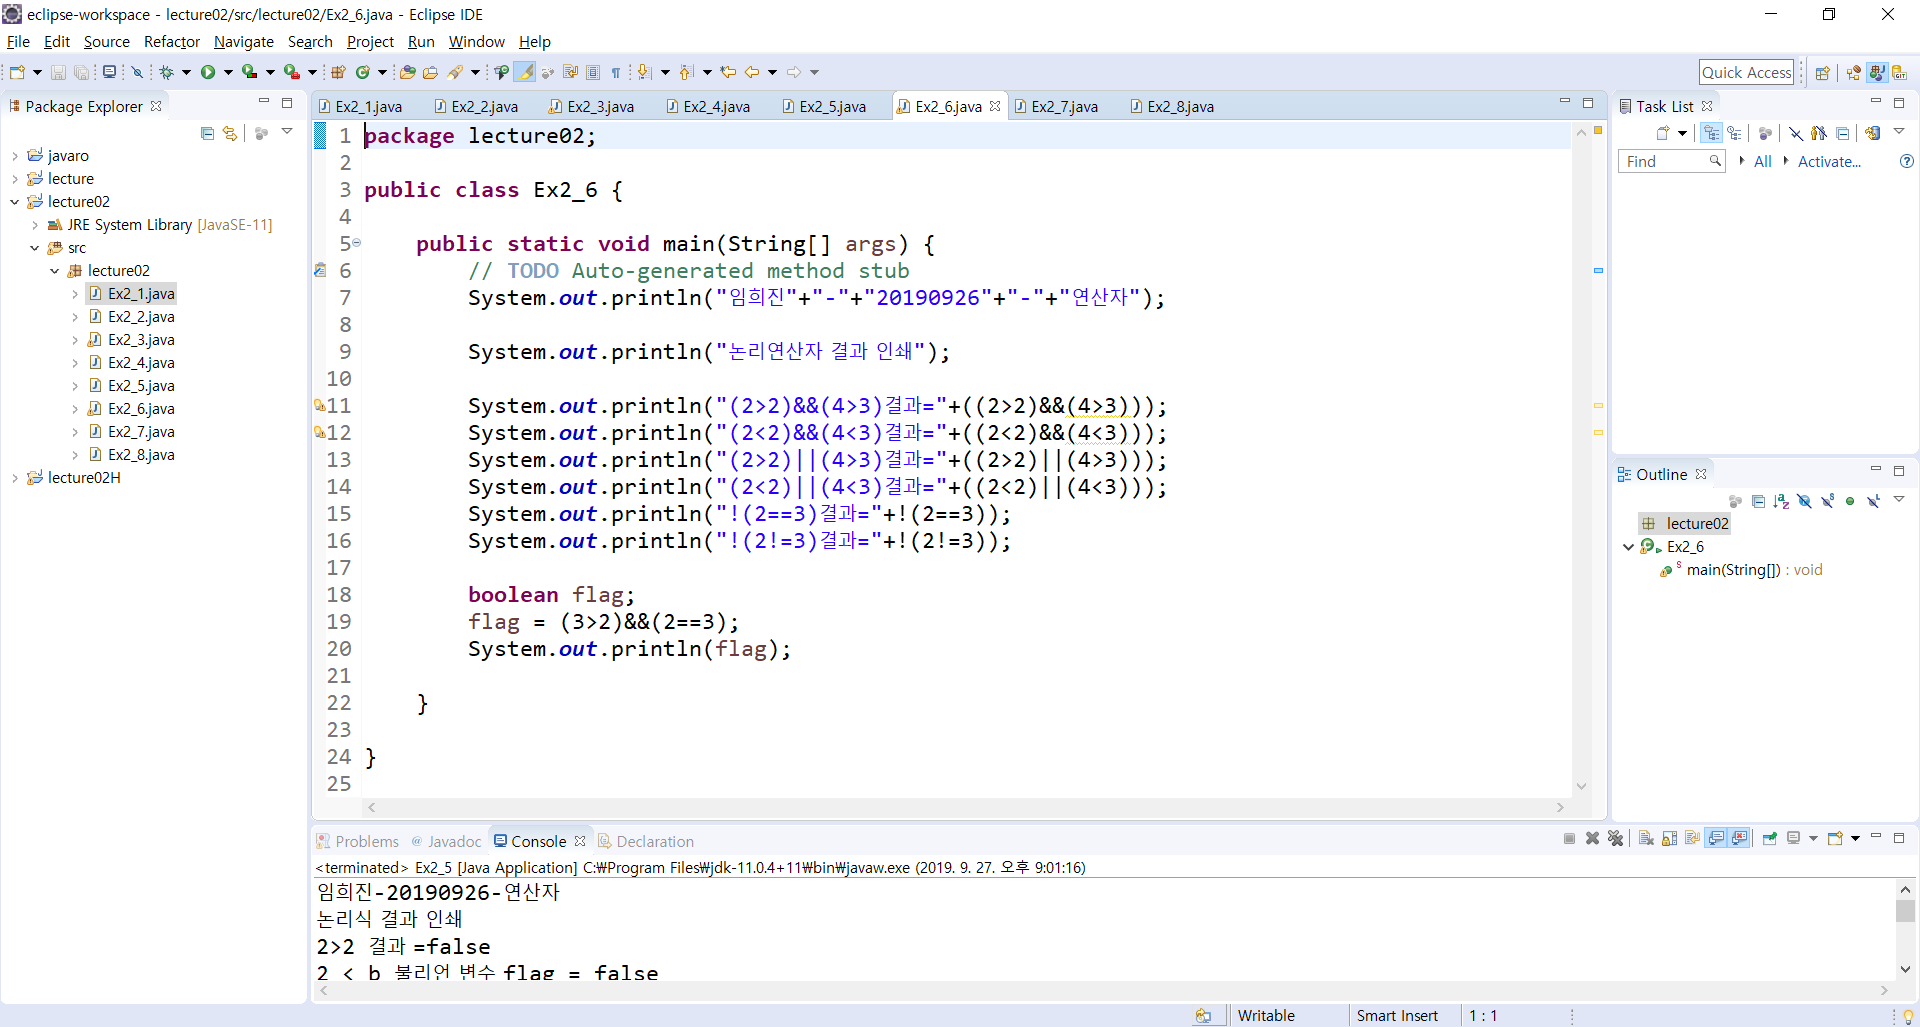 eclipse-workspace - lecture02/src/lecture02/Ex2_6.java - Eclipse IDE
File Edit Source Refactor Navigate Search Project Run Window Help
Quick Access
Package Explorer
javaro
lecture
lecture02
JRE System Library [JavaSE-11]
src
lecture02
Ex2_1.java
Ex2_2.java
Ex2_3.java
Ex2_4.java
Ex2_5.java
Ex2_6.java
Ex2_7.java
Ex2_8.java
lecture02H
Ex2_1.java Ex2_2.java Ex2_3.java Ex2_4.java Ex2_5.java Ex2_6.java Ex2_7.java Ex2_8.java
1 package lecture02;
2
3 public class Ex2_6 {
4
5 public static void main(String[] args) {
6 // TODO Auto-generated method stub
7 System.out.println("임희진"+"-"+"20190926"+"-"+"연산자");
8
9 System.out.println("논리연산자 결과 인쇄");
10
11 System.out.println("(2>2)&&(4>3)결과="+((2>2)&&(4>3)));
12 System.out.println("(2<2)&&(4<3)결과="+((2<2)&&(4<3)));
13 System.out.println("(2>2)||(4>3)결과="+((2>2)||(4>3)));
14 System.out.println("(2<2)||(4<3)결과="+((2<2)||(4<3)));
15 System.out.println("!(2==3)결과="+!(2==3));
16 System.out.println("!(2!=3)결과="+!(2!=3));
17
18 boolean flag;
19 flag = (3>2)&&(2==3);
20 System.out.println(flag);
21
22 }
23
24 }
25
Task List
Find All Activate...
Outline
lecture02
Ex2_6
main(String[]) : void
Problems @ Javadoc Console Declaration
<terminated> Ex2_5 [Java Application] C:₩Program Files₩jdk-11.0.4+11₩bin₩javaw.exe (2019. 9. 27. 오후 9:01:16)
임희진-20190926-연산자
논리식 결과 인쇄
2>2 결과 =false
2 < b 불리언 변수 flag = false
Writable Smart Insert 1 : 1